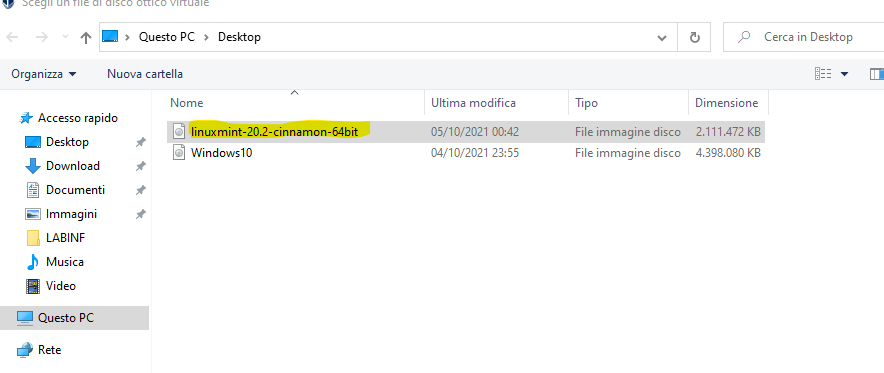 Scegli un file di disco ottico virtuale
Questo PC > Desktop
Cerca in Desktop
Organizza
Nuova cartella
Nome
Ultima modifica
Tipo
Dimensione
Accesso rapido
Desktop
Download
Documenti
Immagini
LABINF
Musica
Video
Questo PC
Rete
linuxmint-20.2-cinnamon-64bit 05/10/2021 00:42 File immagine disco 2.111.472 KB
Windows10 04/10/2021 23:55 File immagine disco 4.398.080 KB